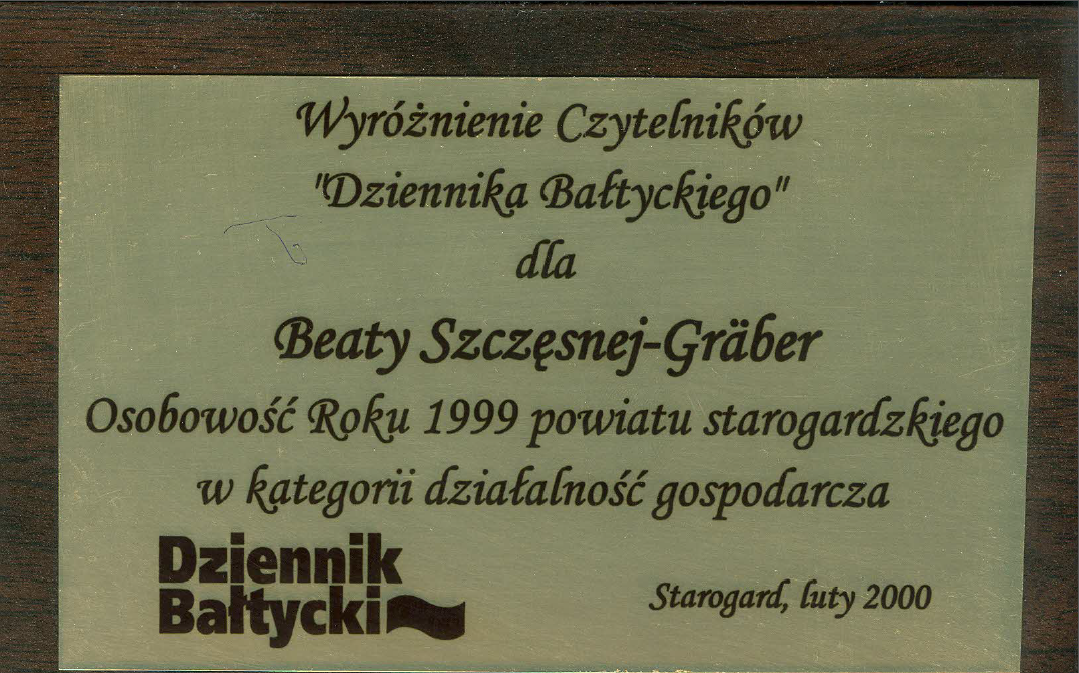 Wyróżnienie Czytelników
"Dziennika Bałtyckiego"
dla
Beaty Szczęsnej-Gräber
Osobowość Roku 1999 powiatu starogardzkiego
w kategorii działalność gospodarcza
Dziennik
Bałtycki
Starogard, luty 2000